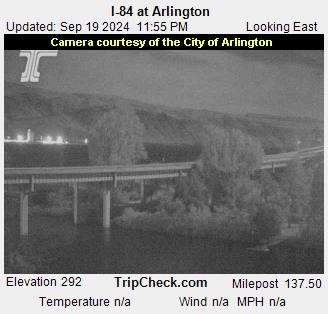 I-84 at Arlington
Updated: Sep 19 2024 11:55 PM Looking East
Camera courtesy of the City of Arlington
Elevation 292 TripCheck.com Milepost 137.50
Temperature n/a Wind n/a MPH n/a